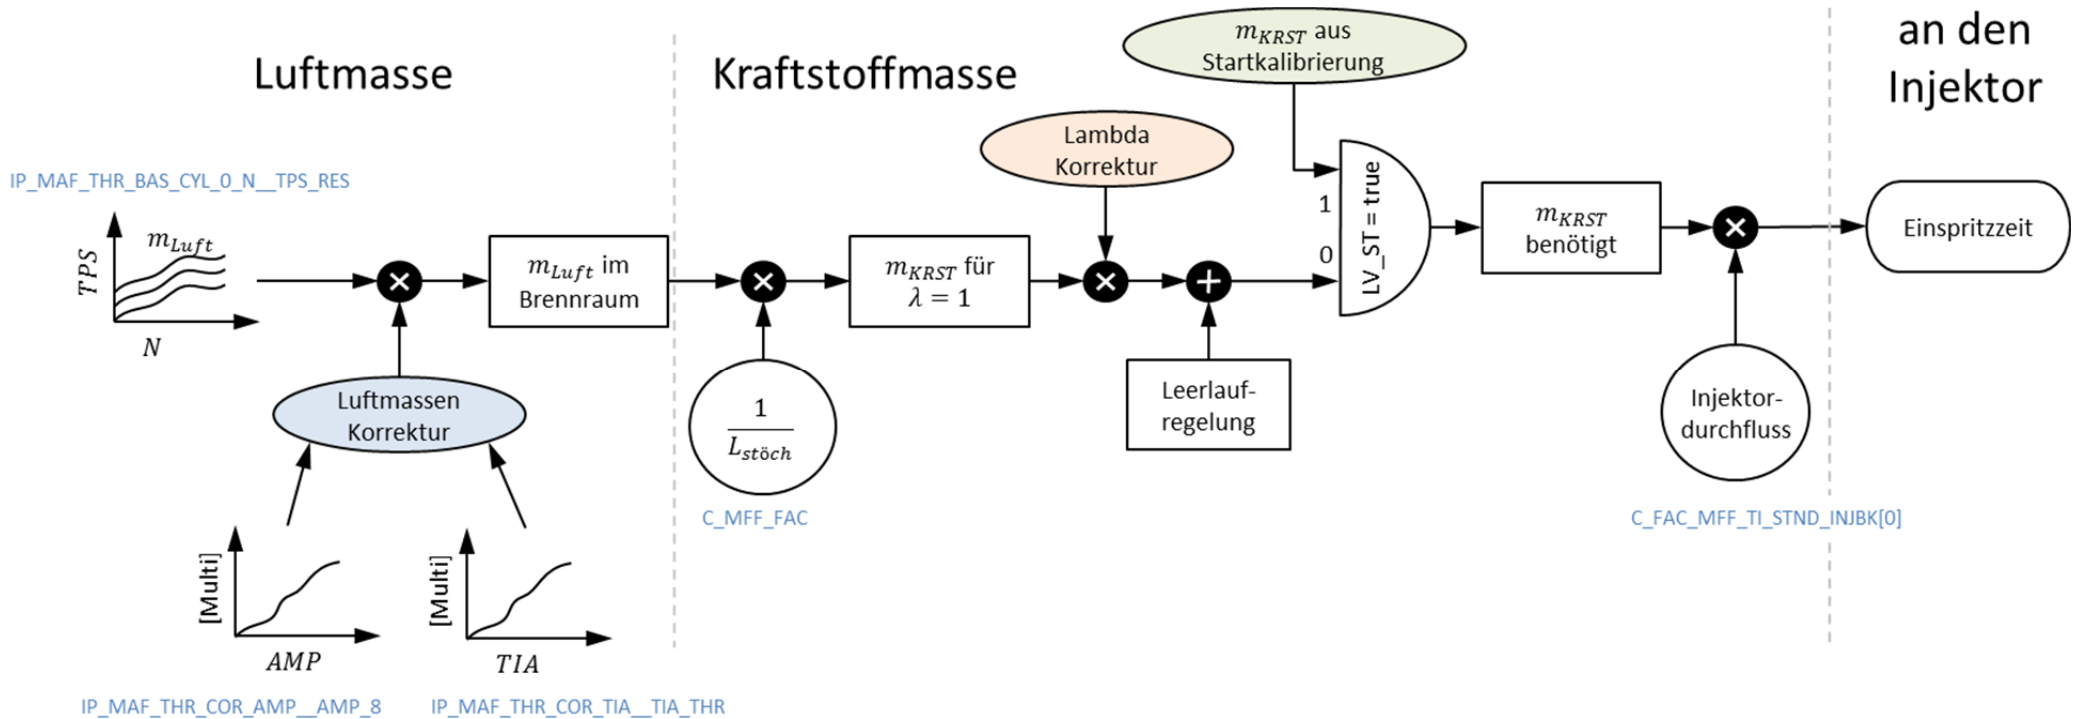 Luftmasse
Kraftstoffmasse
an den
Injektor
m_KRST aus
Startkalibrierung
Lambda
Korrektur
IP_MAF_THR_BAS_CYL_0_N__TPS_RES
TPS
m_Luft
N
×
m_Luft im
Brennraum
×
m_KRST für
λ = 1
×
+
1
0
LV_ST = true
m_KRST
benötigt
×
Einspritzzeit
Luftmassen
Korrektur
1
L_stöch
C_MFF_FAC
Leerlauf-
regelung
Injektor-
durchfluss
C_FAC_MFF_TI_STND_INJBK[0]
[Multi]
AMP
[Multi]
TIA
IP_MAF_THR_COR_AMP__AMP_8
IP_MAF_THR_COR_TIA__TIA_THR